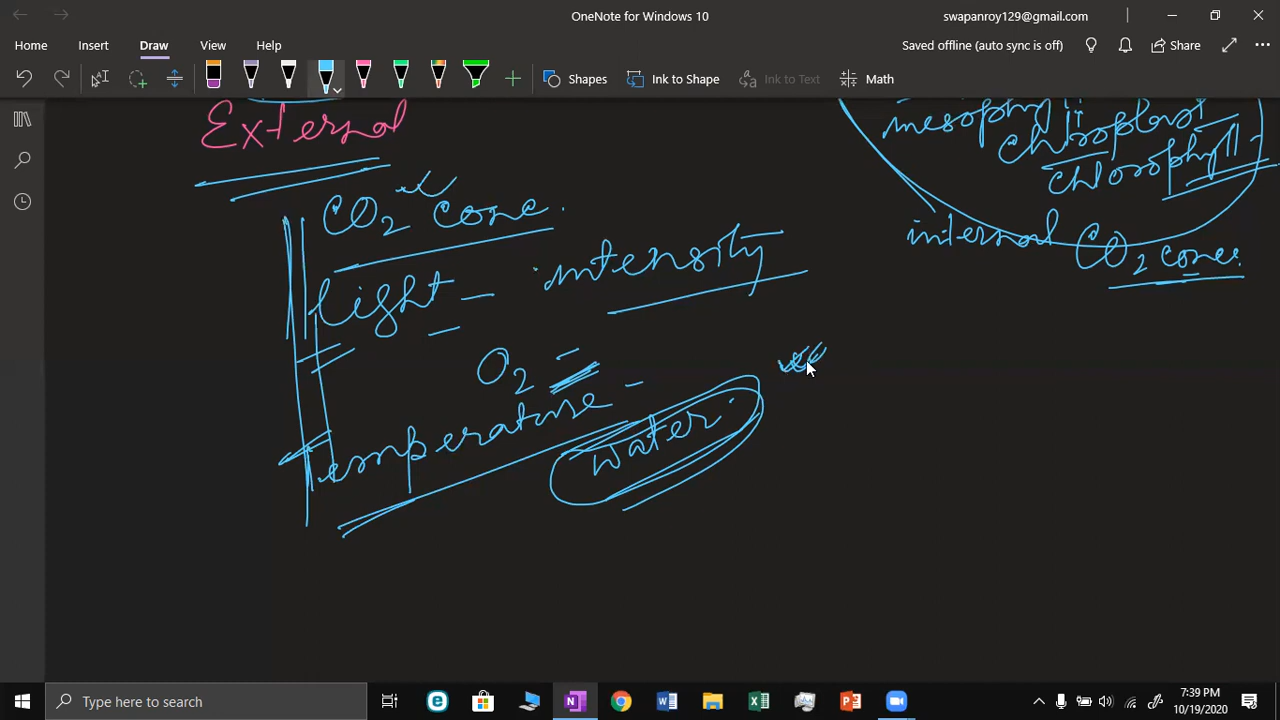 OneNote for Windows 10
swapanroy129@gmail.com
Home Insert Draw View Help
Saved offline (auto sync is off)
Share
Shapes
Ink to Shape
Ink to Text
Math
External
CO2 conc.
light - intensity
O2 -
Temperature -
water.
mesophyll
Chloroplast
chlorophyll
internal CO2 conc.
Type here to search
7:39 PM
10/19/2020